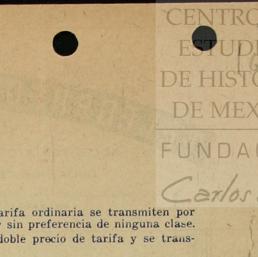 CENTRO
ESTUDI
DE HISTO
DE MEX
FUNDAC
Carlos
arifa ordinaria se transmiten por
sin preferencia de ninguna clase.
doble precio de tarifa y se trans-